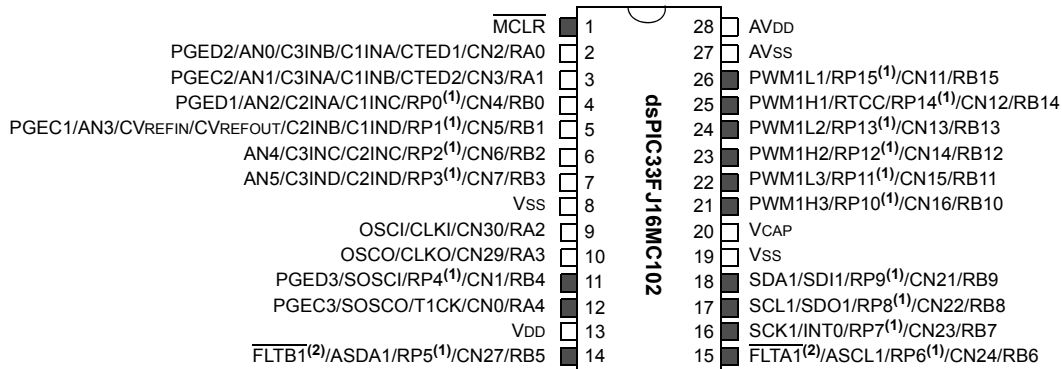 MCLR 1
PGED2/AN0/C3INB/C1INA/CTED1/CN2/RA0 2
PGEC2/AN1/C3INA/C1INB/CTED2/CN3/RA1 3
PGED1/AN2/C2INA/C1INC/RP0(1)/CN4/RB0 4
PGEC1/AN3/CVREFIN/CVREFOUT/C2INB/C1IND/RP1(1)/CN5/RB1 5
AN4/C3INC/C2INC/RP2(1)/CN6/RB2 6
AN5/C3IND/C2IND/RP3(1)/CN7/RB3 7
VSS 8
OSCI/CLKI/CN30/RA2 9
OSCO/CLKO/CN29/RA3 10
PGED3/SOSCI/RP4(1)/CN1/RB4 11
PGEC3/SOSCO/T1CK/CN0/RA4 12
VDD 13
FLTB1(2)/ASDA1/RP5(1)/CN27/RB5 14
dsPIC33FJ16MC102
28 AVDD
27 AVSS
26 PWM1L1/RP15(1)/CN11/RB15
25 PWM1H1/RTCC/RP14(1)/CN12/RB14
24 PWM1L2/RP13(1)/CN13/RB13
23 PWM1H2/RP12(1)/CN14/RB12
22 PWM1L3/RP11(1)/CN15/RB11
21 PWM1H3/RP10(1)/CN16/RB10
20 VCAP
19 VSS
18 SDA1/SDI1/RP9(1)/CN21/RB9
17 SCL1/SDO1/RP8(1)/CN22/RB8
16 SCK1/INT0/RP7(1)/CN23/RB7
15 FLTA1(2)/ASCL1/RP6(1)/CN24/RB6